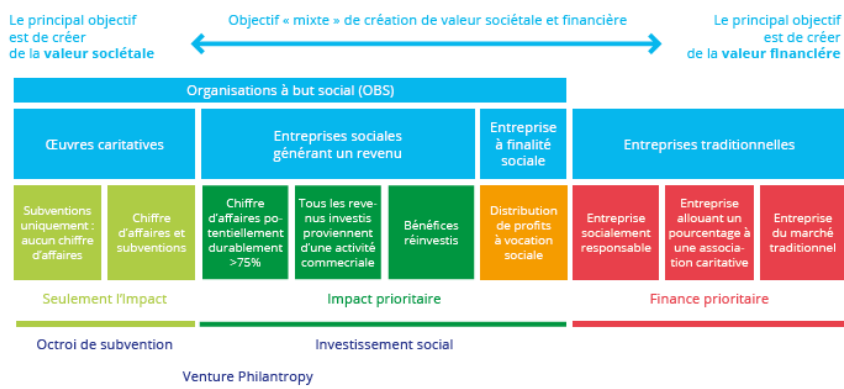 Le principal objectif
est de créer
de la valeur sociétale
Objectif « mixte » de création de valeur sociétale et financière
Le principal objectif
est de créer
de la valeur financiére
Organisations à but social (OBS)
Œuvres caritatives
Entreprises sociales
générant un revenu
Entreprise
à finalité
sociale
Entreprises traditionnelles
Subventions
uniquement :
aucun chiffre
d'affaires
Chiffre
d'affaires et
subventions
Chiffre
d'affaires po-
tentiellement
durablement
>75%
Tous les reve-
nus investis
proviennent
d'une activité
commecriale
Bénéfices
réinvestis
Distribution
de profits
à vocation
sociale
Entreprise
socialement
responsable
Entreprise
allouant un
pourcentage à
une associa-
tion caritative
Entreprise
du marché
traditionnel
Seulement l'Impact
Impact prioritaire
Finance prioritaire
Octroi de subvention
Investissement social
Venture Philantropy